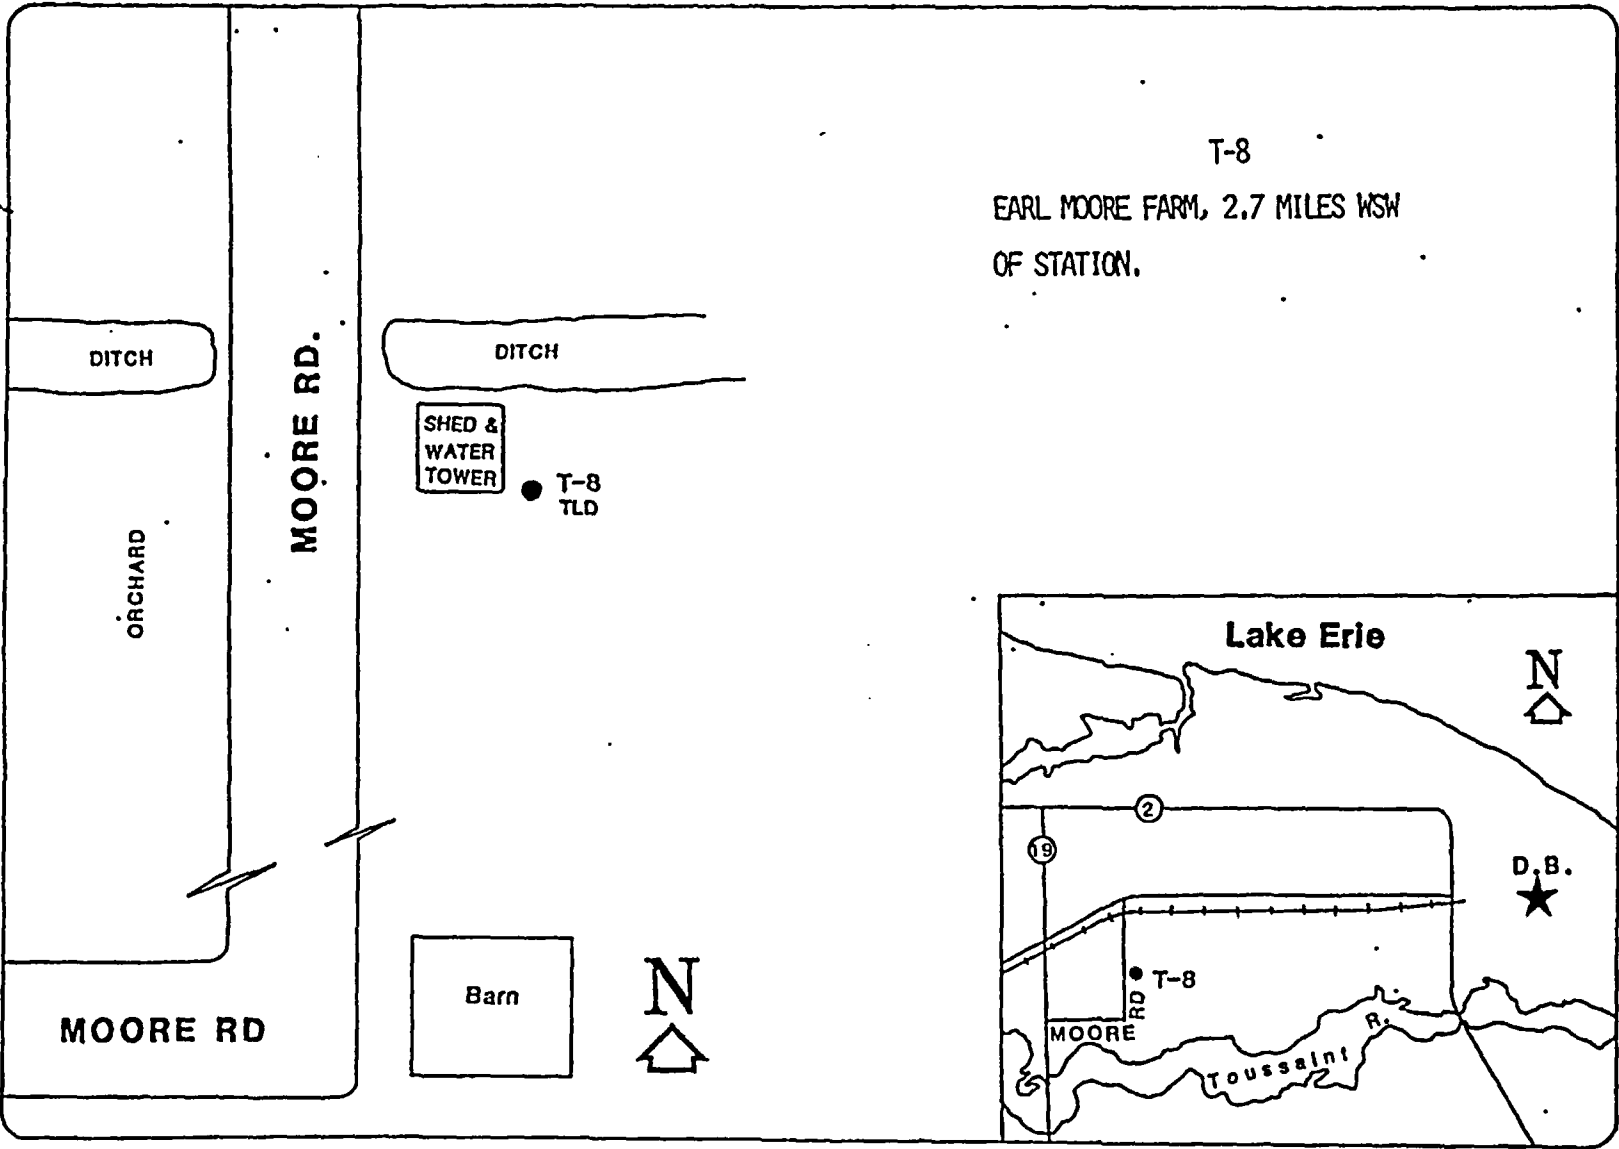 T-8
EARL MOORE FARM, 2.7 MILES WSW
OF STATION.
DITCH
MOORE RD.
DITCH
SHED &
WATER
TOWER
T-8
TLD
ORCHARD
MOORE RD
Barn
N
Lake Erie
N
2
19
D.B.
T-8
RD
MOORE
Toussaint R.